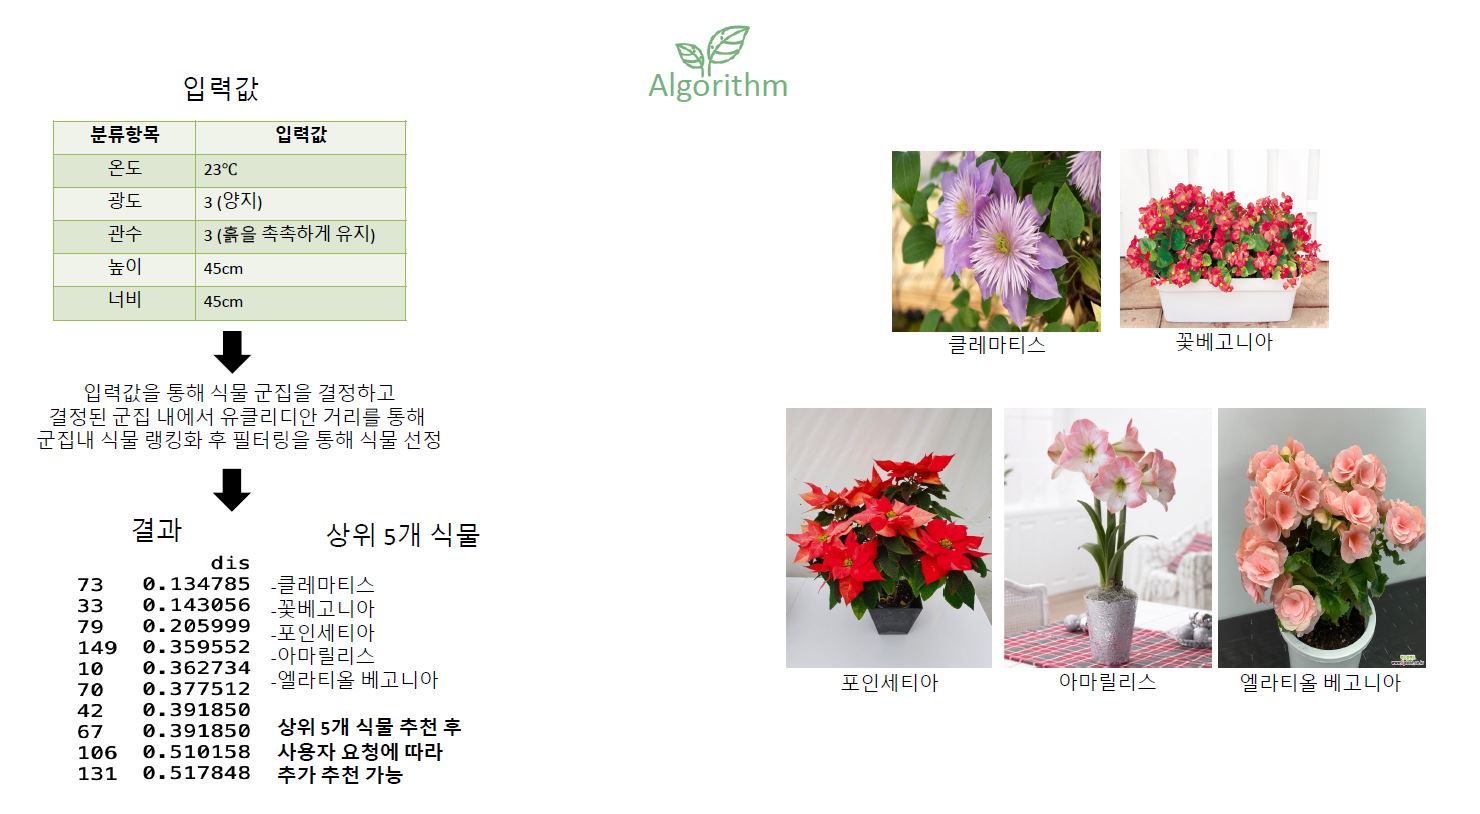 Algorithm
입력값
분류항목 입력값
온도 23℃
광도 3 (양지)
관수 3 (흙을 촉촉하게 유지)
높이 45cm
너비 45cm
입력값을 통해 식물 군집을 결정하고
결정된 군집 내에서 유클리디안 거리를 통해
군집내 식물 랭킹화 후 필터링을 통해 식물 선정
결과
상위 5개 식물
dis
73 0.134785
33 0.143056
79 0.205999
149 0.359552
10 0.362734
70 0.377512
42 0.391850
67 0.391850
106 0.510158
131 0.517848
-클레마티스
-꽃베고니아
-포인세티아
-아마릴리스
-엘라티올 베고니아
상위 5개 식물 추천 후
사용자 요청에 따라
추가 추천 가능
클레마티스
꽃베고니아
포인세티아
아마릴리스
엘라티올 베고니아